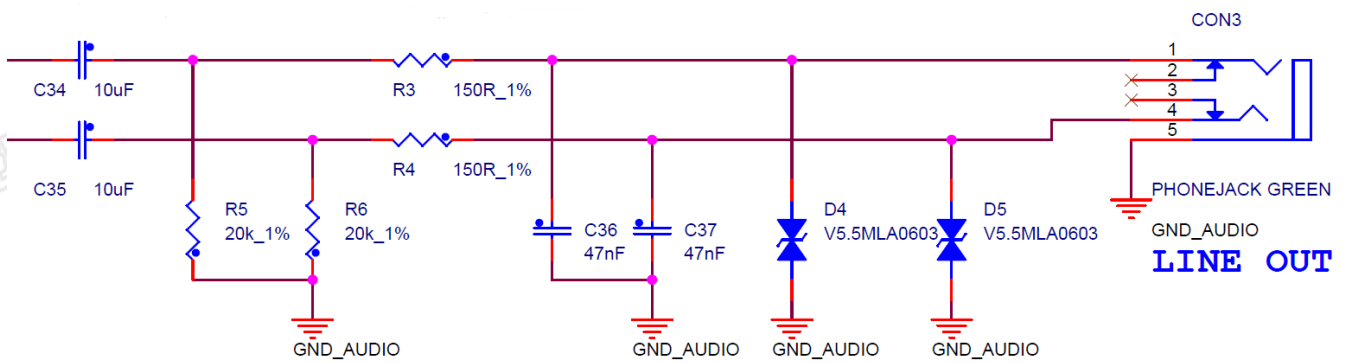 CON3
1
2
3
4
5
C34 10uF
R3 150R_1%
C35 10uF
R4 150R_1%
PHONEJACK GREEN
R5
20k_1%
R6
20k_1%
C36
47nF
C37
47nF
D4
V5.5MLA0603
D5
V5.5MLA0603
GND_AUDIO
LINE OUT
GND_AUDIO
GND_AUDIO
GND_AUDIO
GND_AUDIO